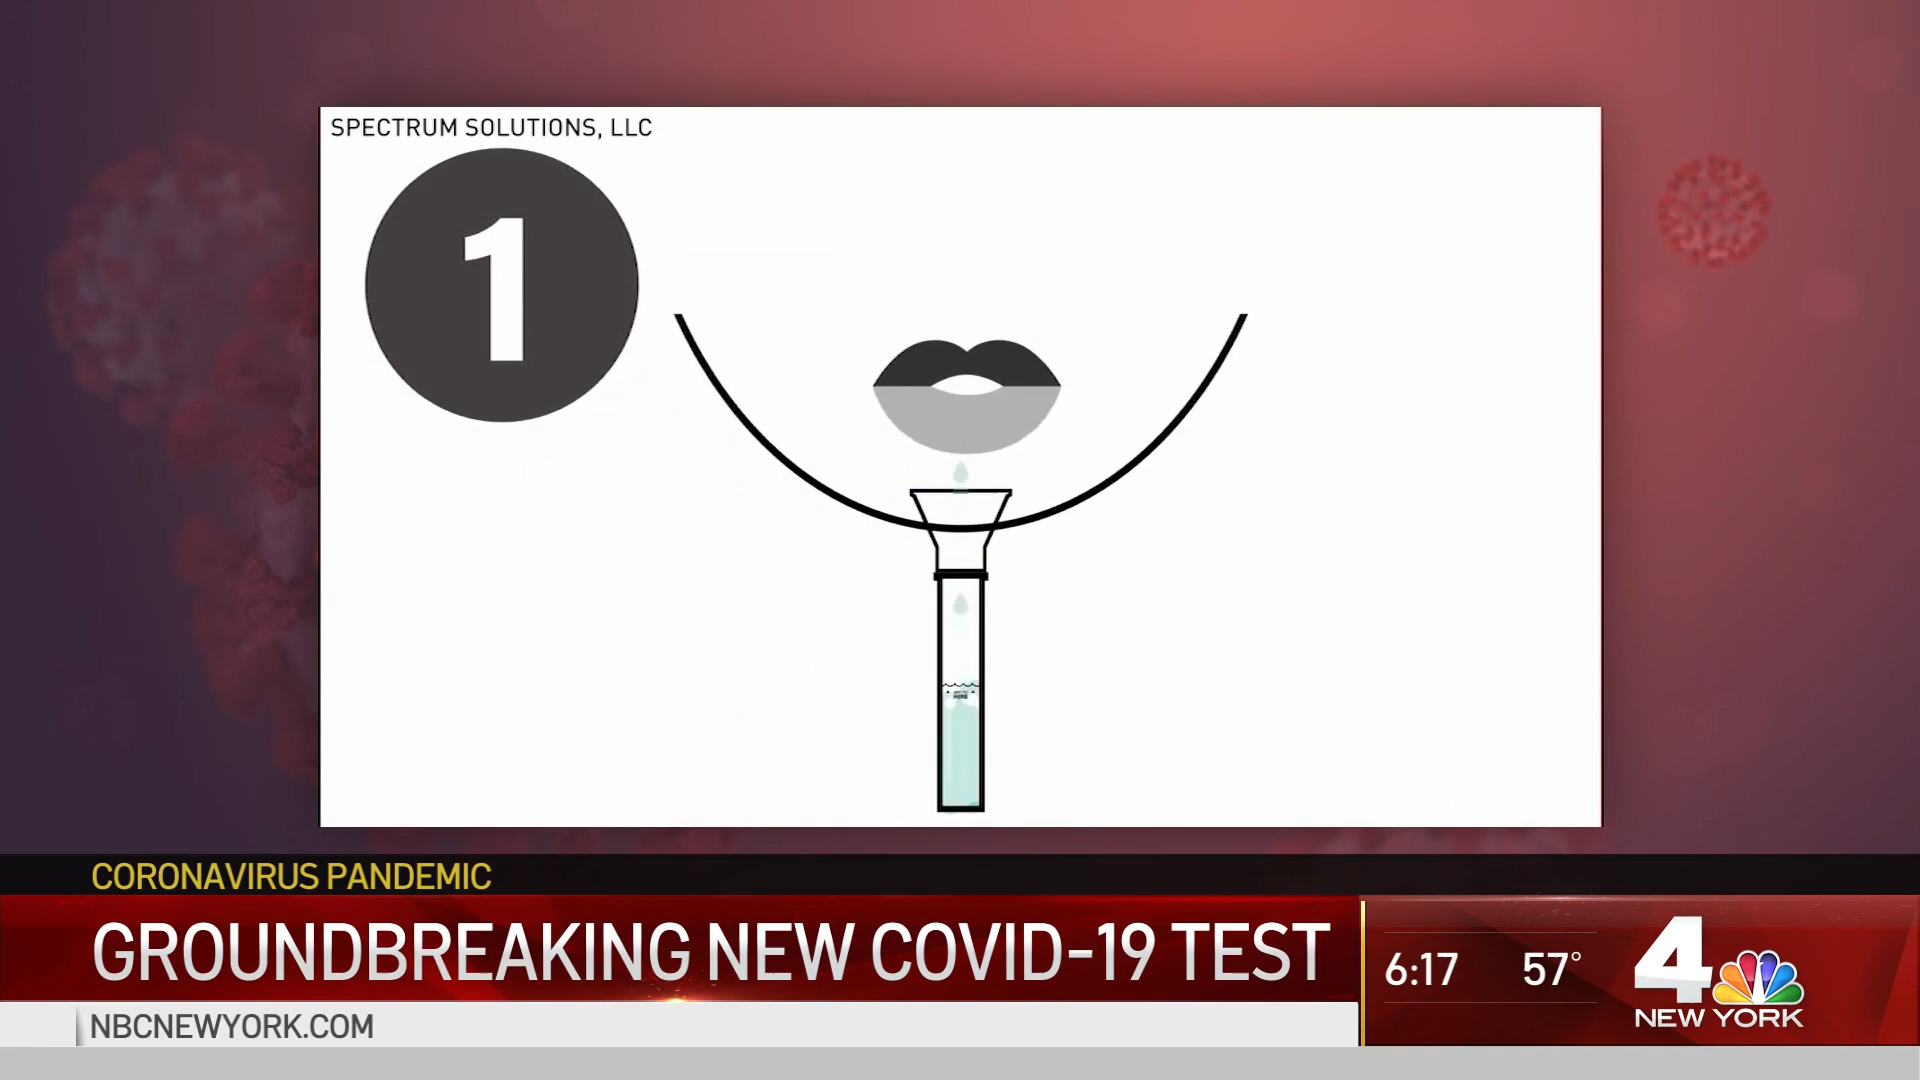 SPECTRUM SOLUTIONS, LLC
1
HERE
CORONAVIRUS PANDEMIC
GROUNDBREAKING NEW COVID-19 TEST
6:17 57°
4
NEW YORK
NBCNEWYORK.COM